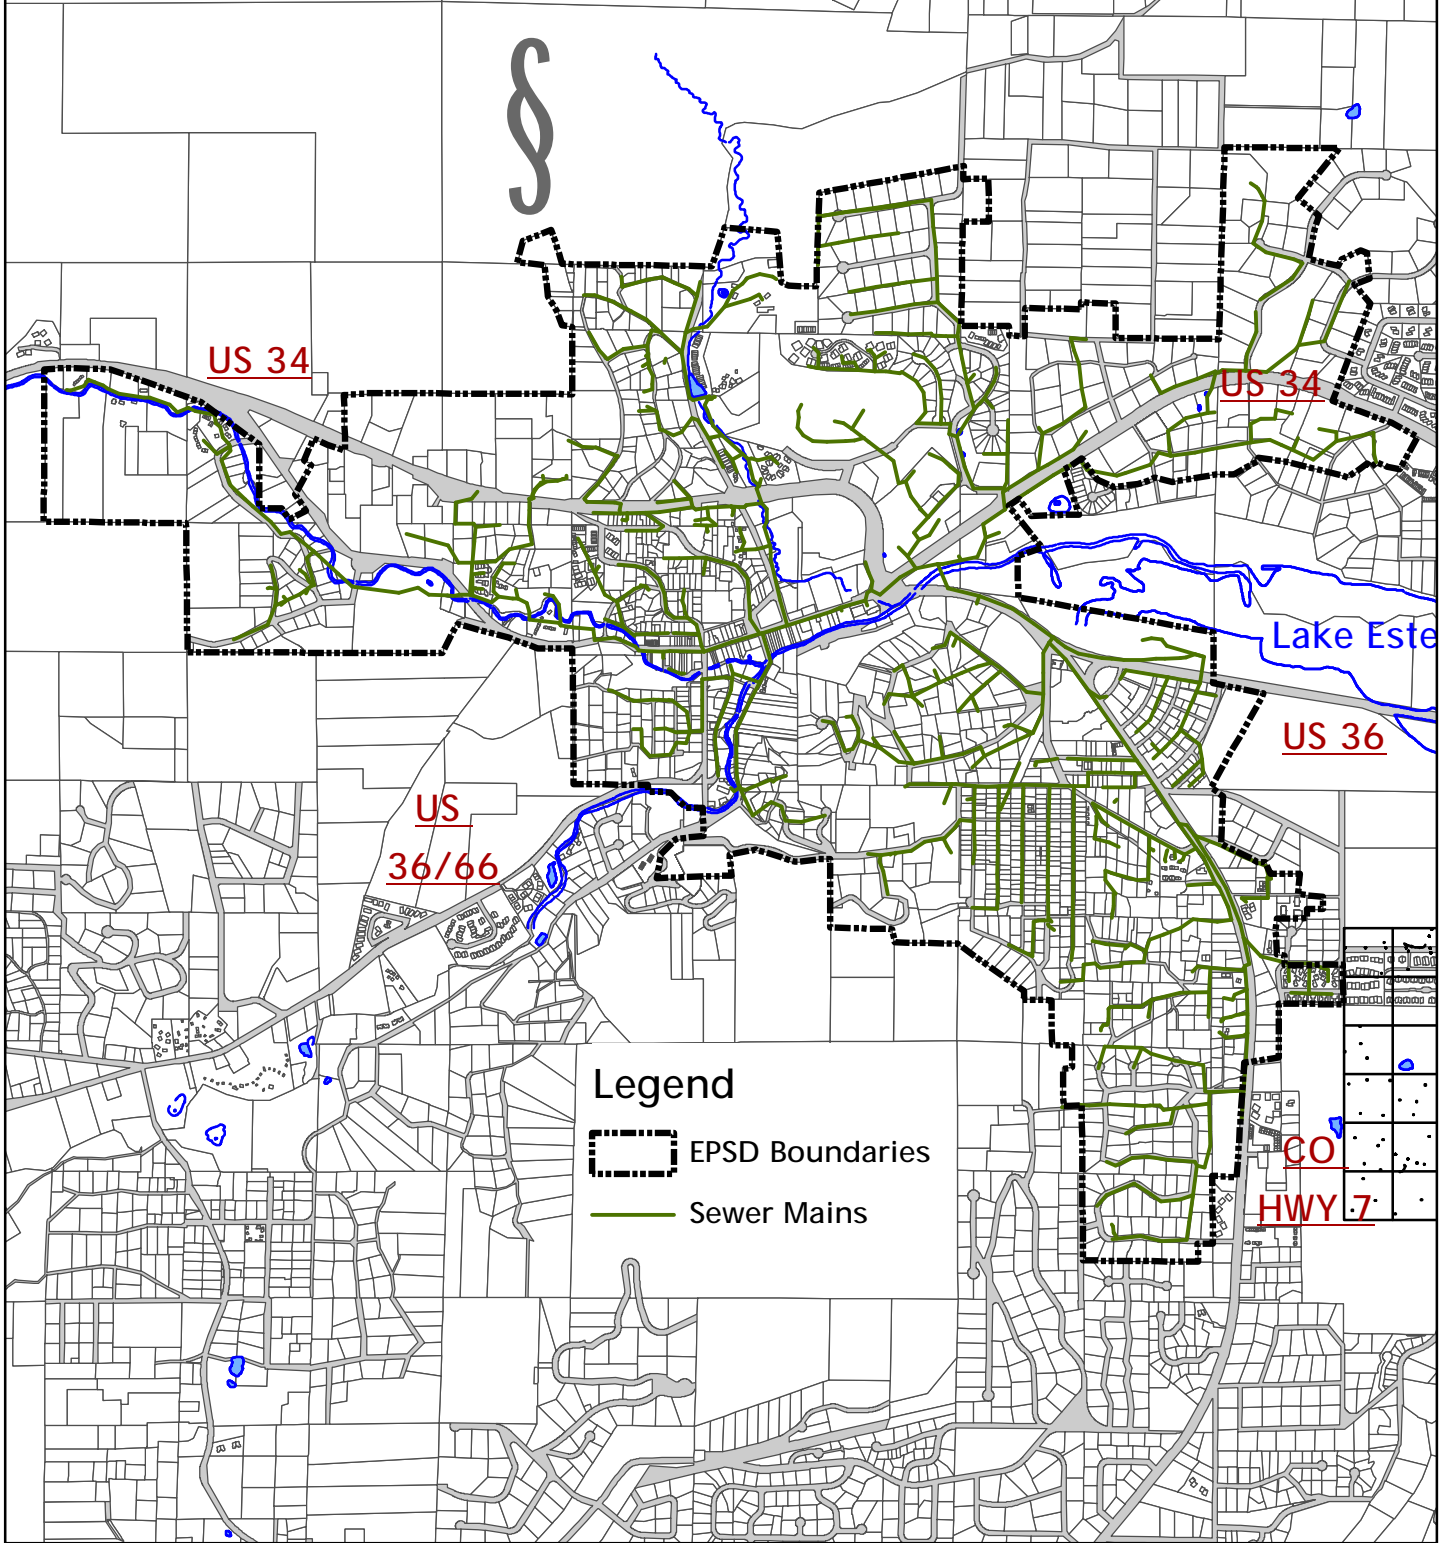 §
US 34
US 34
Lake Este
US 36
US
36/66
Legend
EPSD Boundaries
Sewer Mains
CO
HWY 7